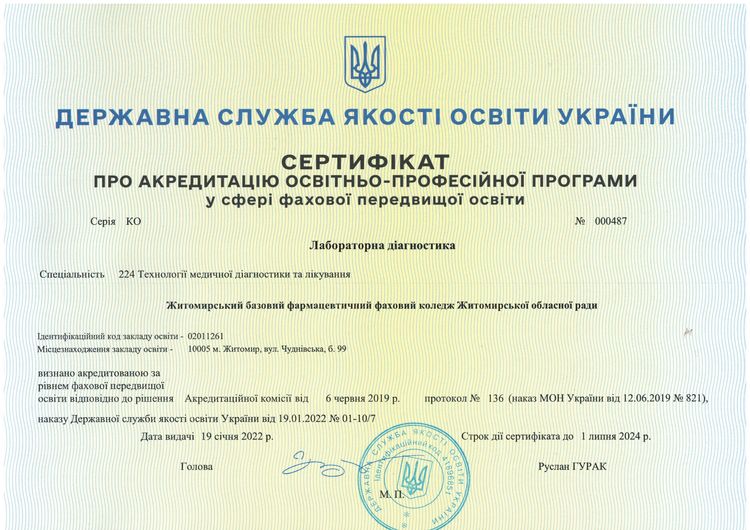 ДЕРЖАВНА СЛУЖБА ЯКОСТІ ОСВІТИ УКРАЇНИ
СЕРТИФІКАТ
ПРО АКРЕДИТАЦІЮ ОСВІТНЬО-ПРОФЕСІЙНОЇ ПРОГРАМИ
у сфері фахової передвищої освіти
Серія КО № 000487
Лабораторна діагностика
Спеціальність 224 Технології медичної діагностики та лікування
Житомирський базовий фармацевтичний фаховий коледж Житомирської обласної ради
Ідентифікаційний код закладу освіти - 02011261
Місцезнаходження закладу освіти - 10005 м. Житомир, вул. Чуднівська, б. 99
визнано акредитованою за
рівнем фахової передвищої
освіти відповідно до рішення Акредитаційної комісії від 6 червня 2019 р. протокол № 136 (наказ МОН України від 12.06.2019 № 821),
наказу Державної служби якості освіти України від 19.01.2022 № 01-10/7
Дата видачі 19 січня 2022 р. Строк дії сертифіката до 1 липня 2024 р.
Голова Руслан ГУРАК
М. П.
ДЕРЖАВНА СЛУЖБА ЯКОСТІ ОСВІТИ УКРАЇНИ
Ідентифікаційний код 41896851